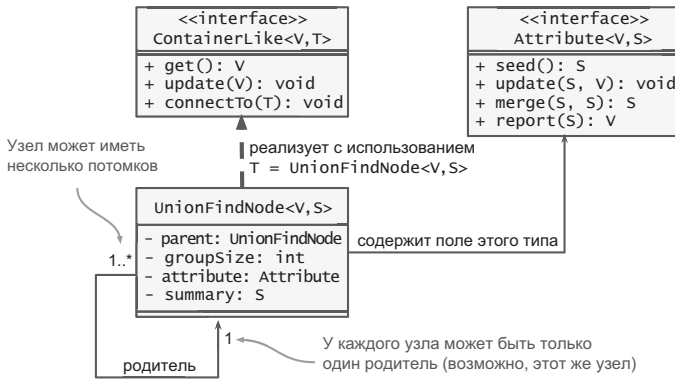 <<interface>>
ContainerLike<V,T>
+ get(): V
+ update(V): void
+ connectTo(T): void
<<interface>>
Attribute<V,S>
+ seed(): S
+ update(S, V): void
+ merge(S, S): S
+ report(S): V
Узел может иметь
несколько потомков
реализует с использованием
T = UnionFindNode<V,S>
UnionFindNode<V,S>
- parent: UnionFindNode
- groupSize: int
- attribute: Attribute
- summary: S
содержит поле этого типа
1..*
1
родитель
У каждого узла может быть только
один родитель (возможно, этот же узел)